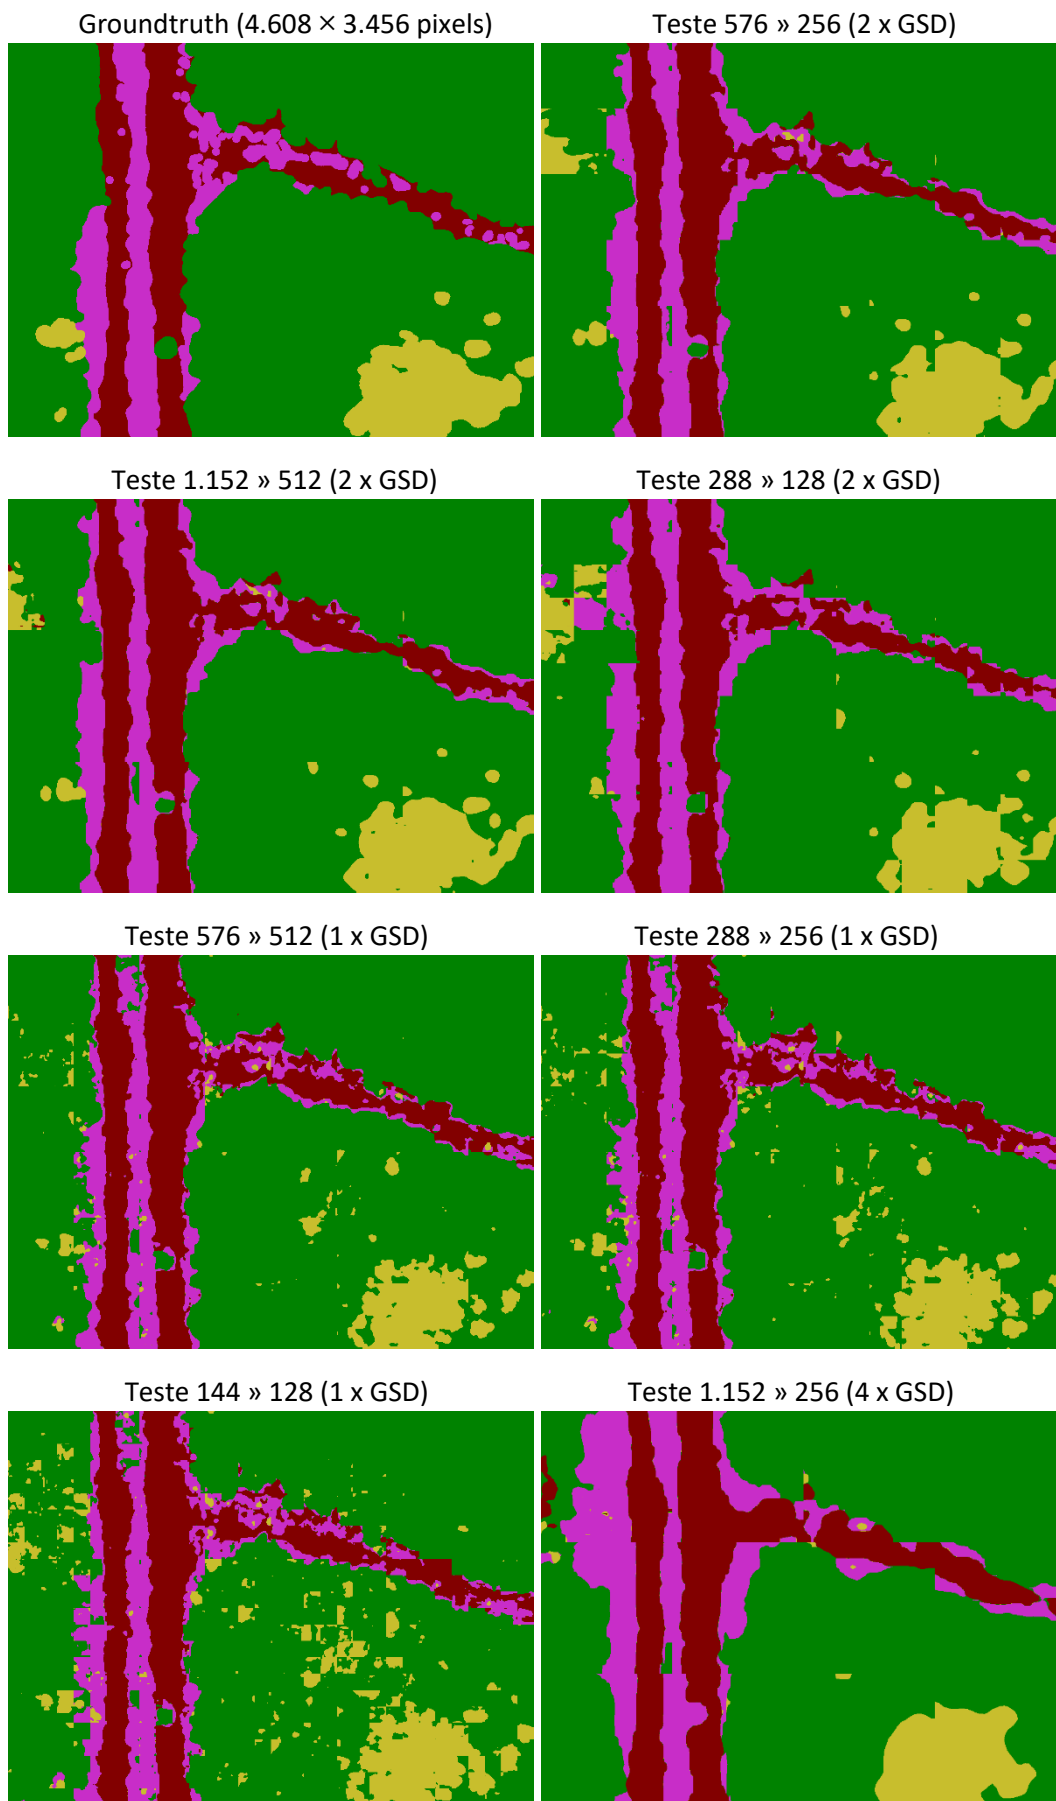 Groundtruth (4.608 × 3.456 pixels)
Teste 576 » 256 (2 x GSD)
Teste 1.152 » 512 (2 x GSD)
Teste 288 » 128 (2 x GSD)
Teste 576 » 512 (1 x GSD)
Teste 288 » 256 (1 x GSD)
Teste 144 » 128 (1 x GSD)
Teste 1.152 » 256 (4 x GSD)